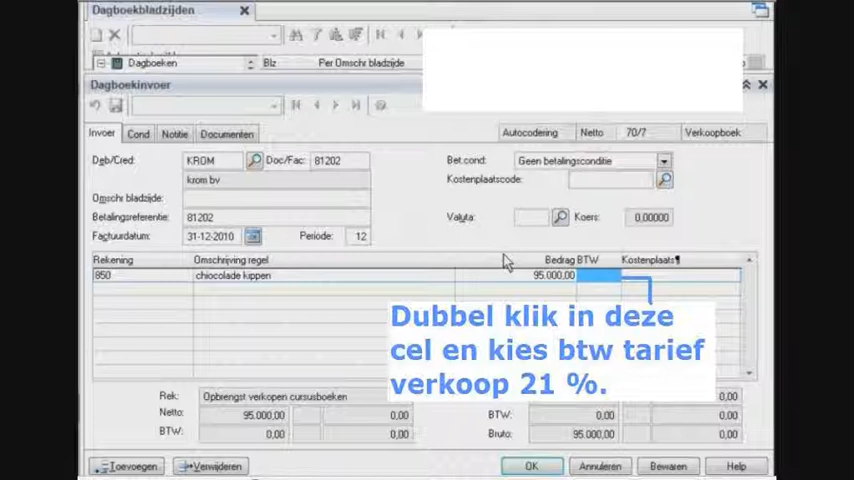 Dagboekbladzijden
Dagboeken Blz Per Omschr bladzijde
Dagboekinvoer
Invoer Cond Notitie Documenten Autocodering Netto 70/7 Verkoopboek
Deb/Cred: KROM Doc/Fac: 81202 Bet.cond: Geen betalingsconditie
krom bv Kostenplaatscode:
Omschr bladzijde:
Betalingsreferentie: 81202 Valuta: Koers: 0,00000
Factuurdatum: 31-12-2010 Periode: 12
Rekening Omschrijving regel Bedrag BTW Kostenplaats¶
850 chiocolade kippen 95.000,00
Dubbel klik in deze
cel en kies btw tarief
verkoop 21 %.
Rek: Opbrengst verkopen cursusboeken 0,00
Netto: 95.000,00 0,00 BTW: 0,00 0,00
BTW: 0,00 0,00 Bruto: 95.000,00 0,00
Toevoegen Verwijderen OK Annuleren Bewaren Help